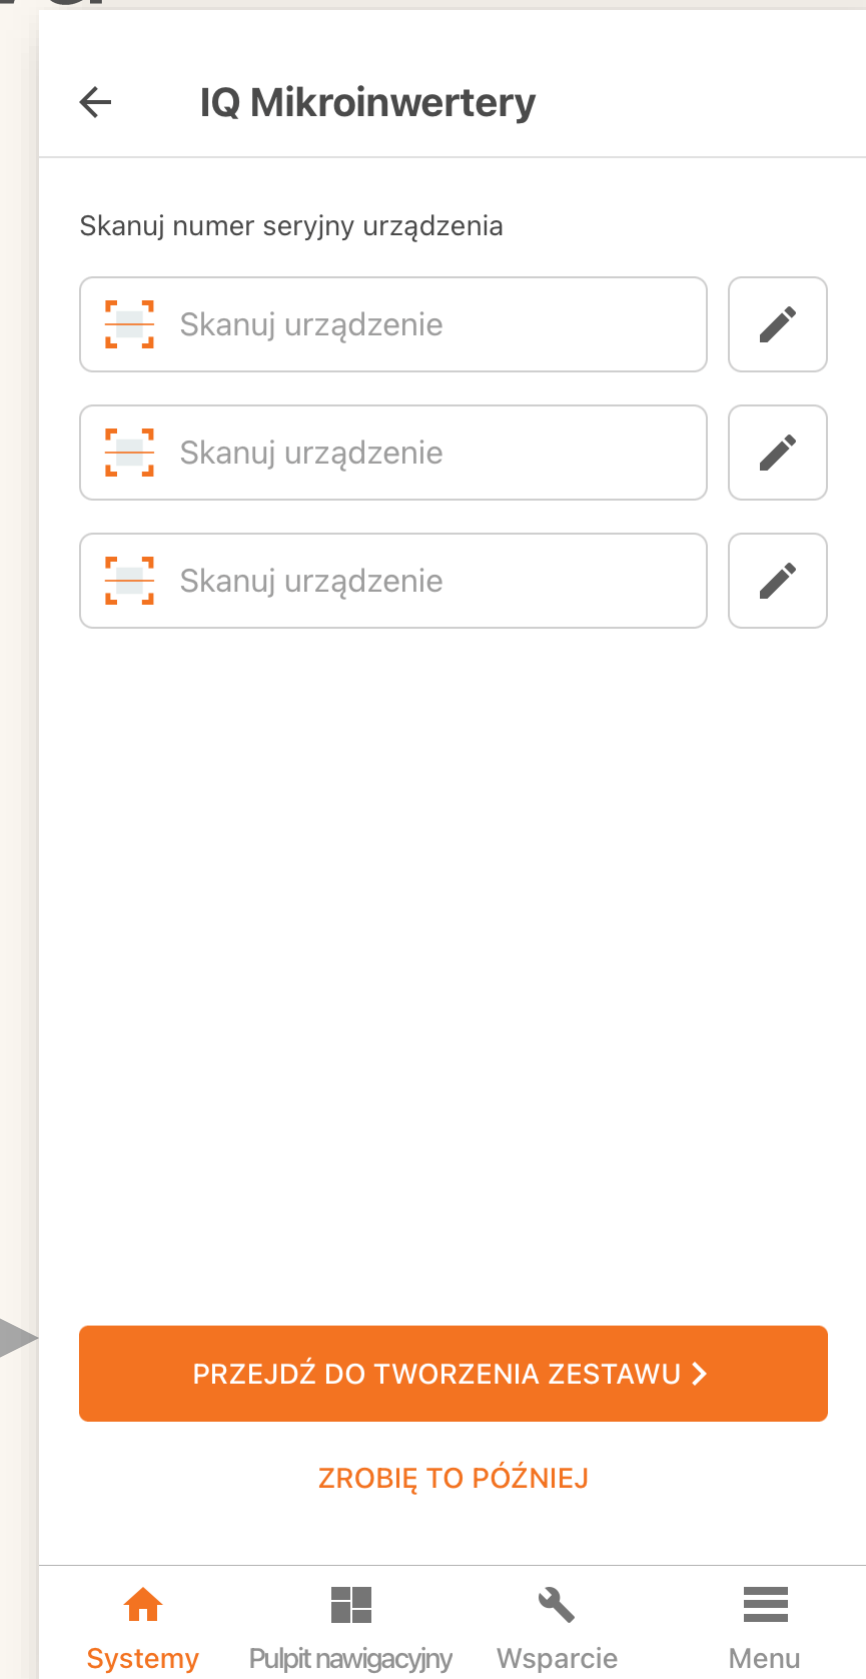 IQ Mikroinwertery
Skanuj numer seryjny urządzenia
Skanuj urządzenie
Skanuj urządzenie
Skanuj urządzenie
PRZEJDŹ DO TWORZENIA ZESTAWU
ZROBIĘ TO PÓŹNIEJ
Systemy Pulpit nawigacyjny Wsparcie Menu